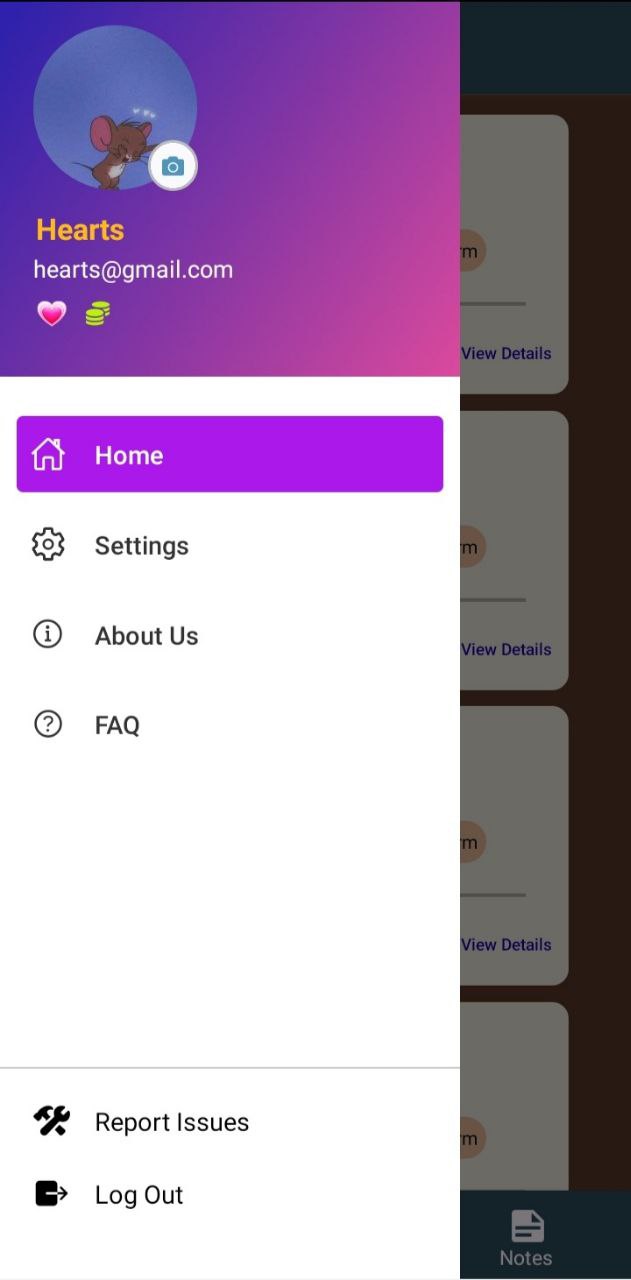 Hearts
hearts@gmail.com
Home
Settings
About Us
FAQ
Report Issues
Log Out
rm
View Details
rm
View Details
rm
View Details
rm
Notes